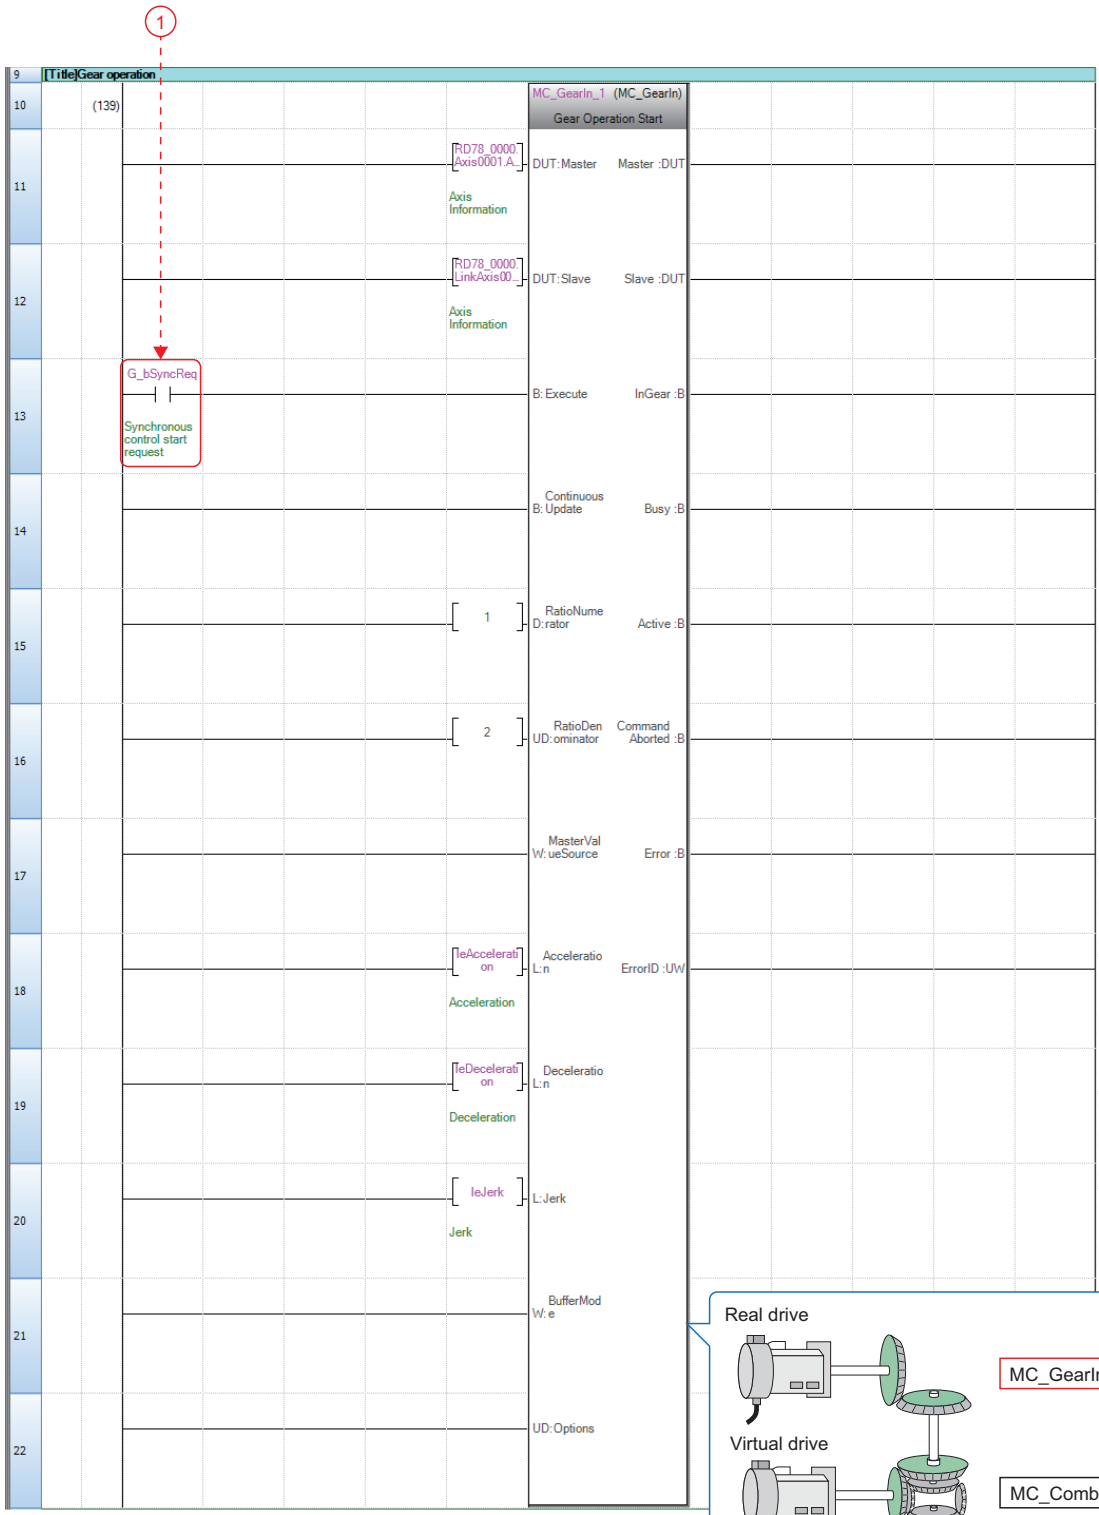 1
9 [Title]Gear operation
10 (139) MC_GearIn_1 (MC_GearIn)
Gear Operation Start
11
RD78_0000.
Axis0001.A...
DUT:Master Master :DUT
Axis
Information
12
RD78_0000.
LinkAxis00...
DUT:Slave Slave :DUT
Axis
Information
13
G_bSyncReq
B:Execute InGear :B
Synchronous
control start
request
14
Continuous
B:Update Busy :B
15
1
RatioNume
D:rator Active :B
16
2
RatioDen Command
UD:ominator Aborted :B
17
MasterVal
W:ueSource Error :B
18
leAccelerati
on
Acceleratio
L:n ErrorID :UW
Acceleration
19
leDecelerati
on
Deceleratio
L:n
Deceleration
20
leJerk
L:Jerk
Jerk
21
BufferMod
W:e
22
UD:Options
Real drive
MC_GearIn
Virtual drive
MC_Comb